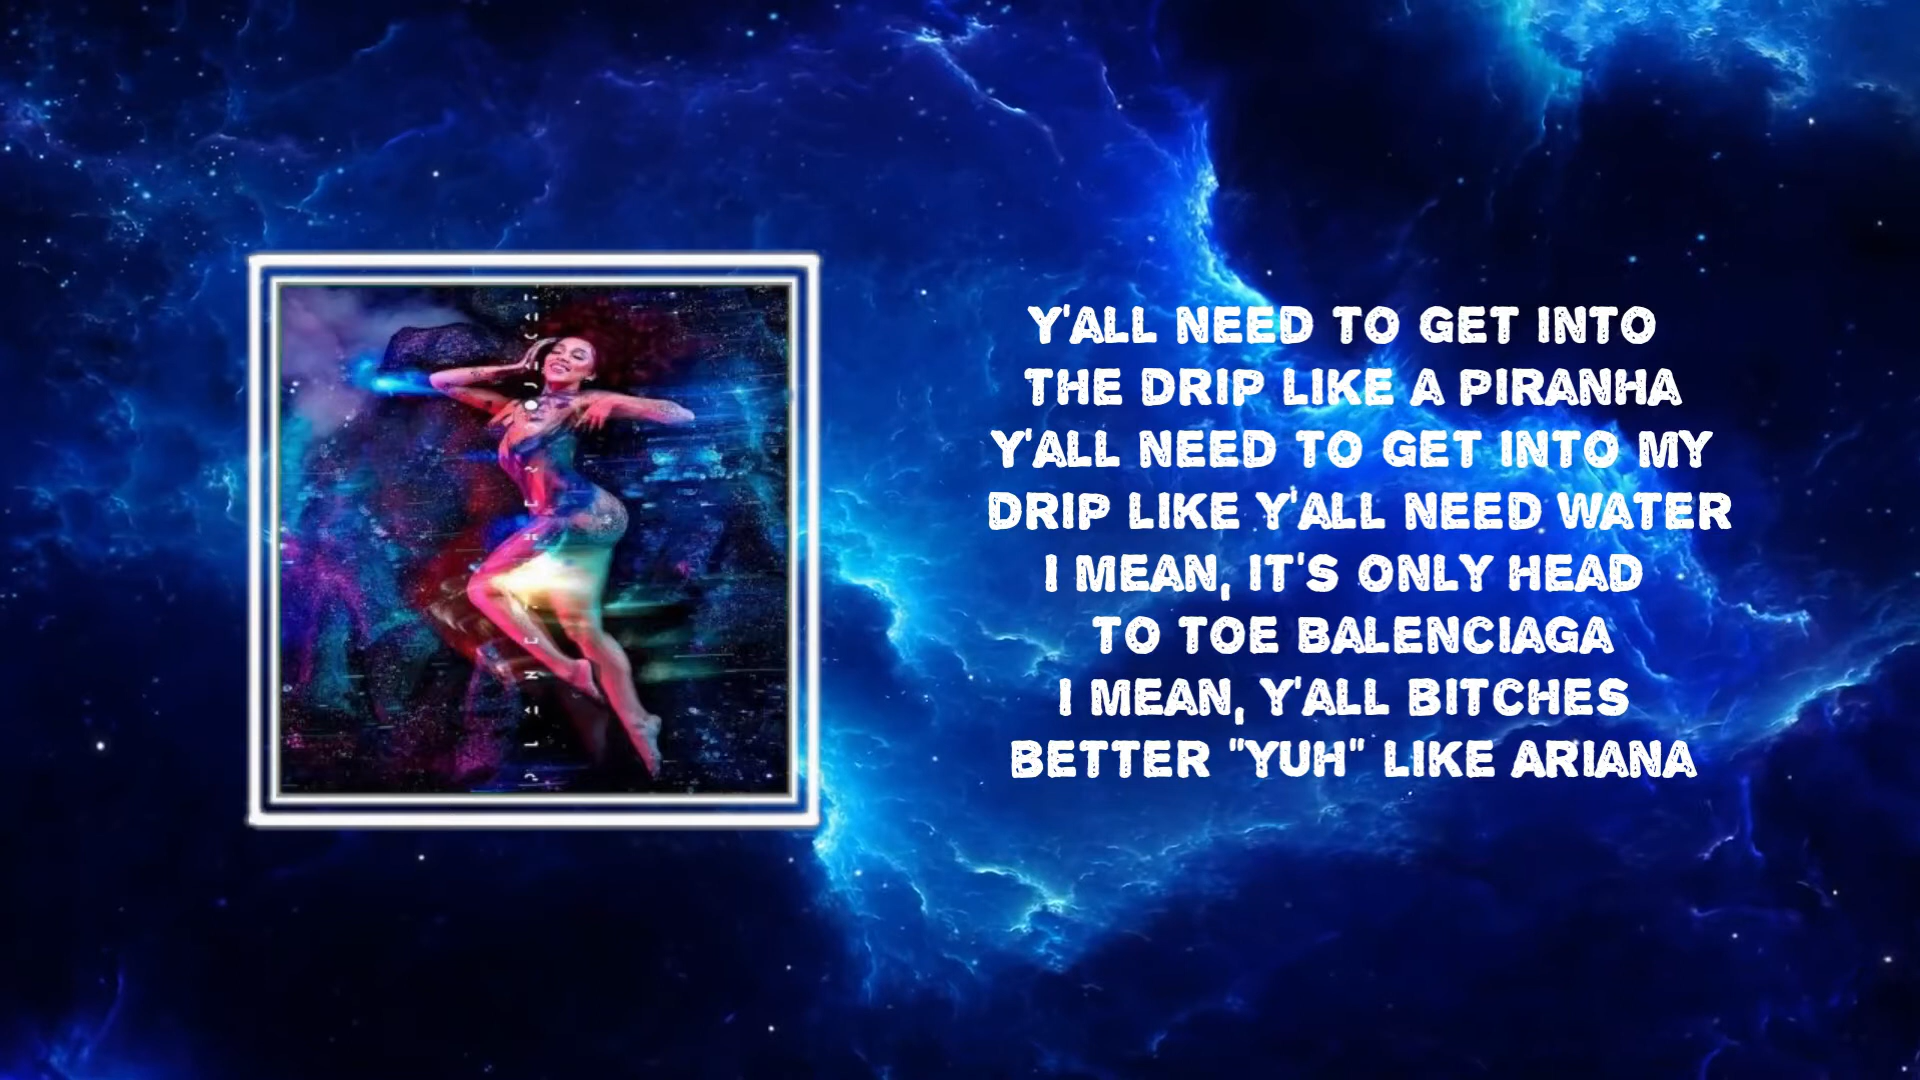 Y'ALL NEED TO GET INTO
THE DRIP LIKE A PIRANHA
Y'ALL NEED TO GET INTO MY
DRIP LIKE Y'ALL NEED WATER
I MEAN, IT'S ONLY HEAD
TO TOE BALENCIAGA
I MEAN, Y'ALL BITCHES
BETTER "YUH" LIKE ARIANA